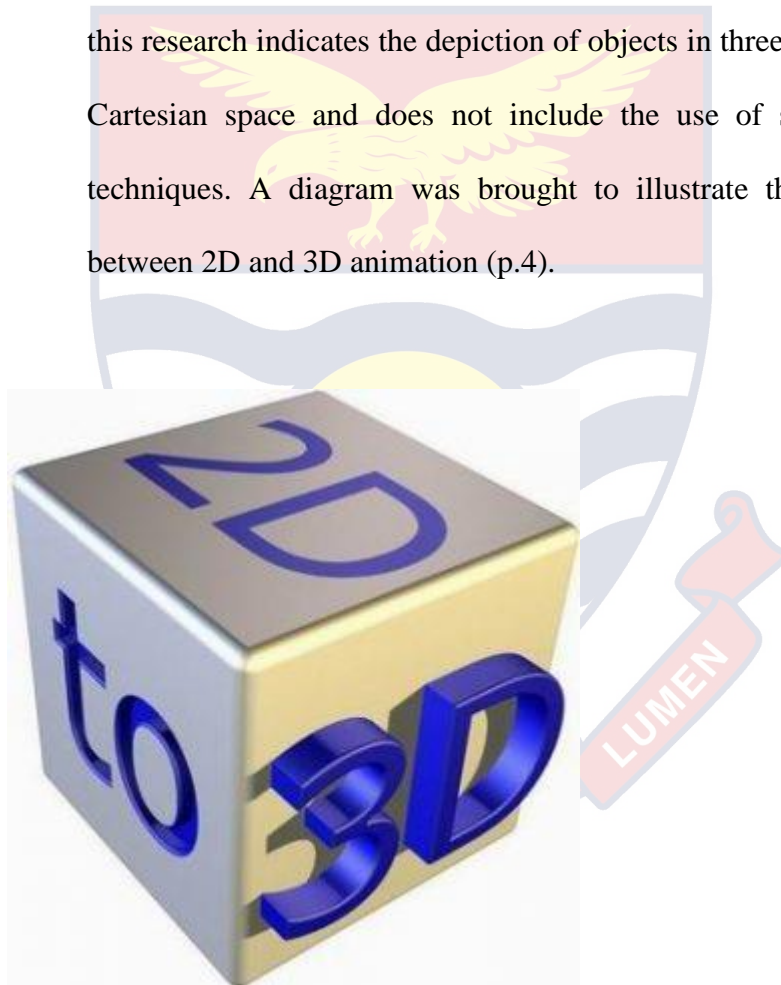 this research indicates the depiction of objects in three
Cartesian space and does not include the use of
techniques. A diagram was brought to illustrate
between 2D and 3D animation (p.4).
2D
to
3D
LUMEN